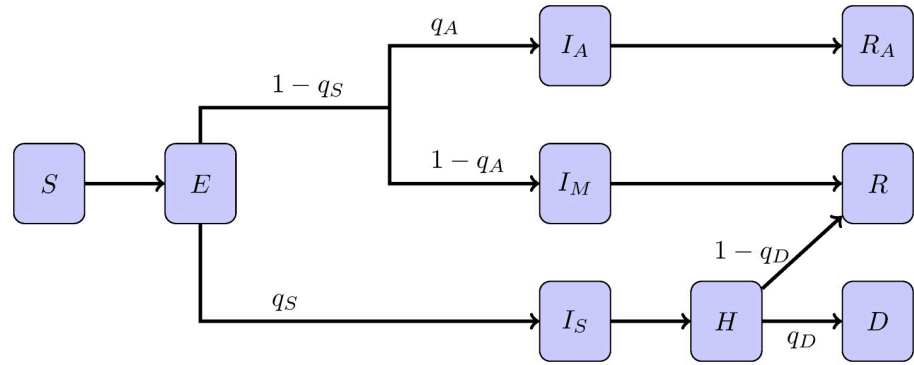 $q_A$
$I_A$
$R_A$
$1 - q_S$
$S$
$E$
$1 - q_A$
$I_M$
$R$
$1 - q_D$
$q_S$
$I_S$
$H$
$q_D$
$D$